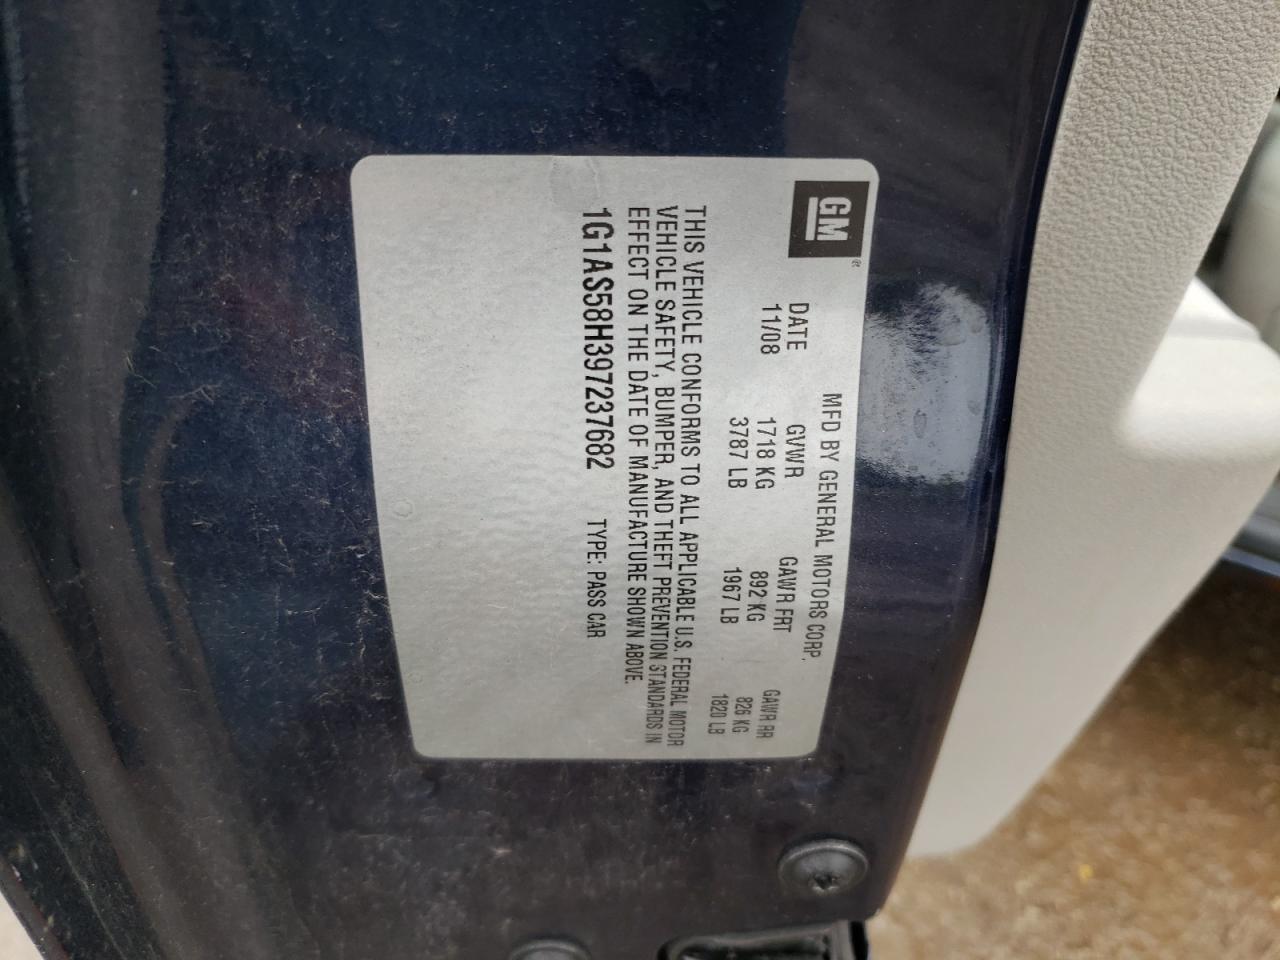 GM ®
MFD BY GENERAL MOTORS CORP.
DATE GVWR GAWR FRT GAWR RR
11/08 1718 KG 892 KG 826 KG
3787 LB 1967 LB 1820 LB
THIS VEHICLE CONFORMS TO ALL APPLICABLE U.S. FEDERAL MOTOR
VEHICLE SAFETY, BUMPER, AND THEFT PREVENTION STANDARDS IN
EFFECT ON THE DATE OF MANUFACTURE SHOWN ABOVE.
1G1AS58H397237682 TYPE: PASS CAR